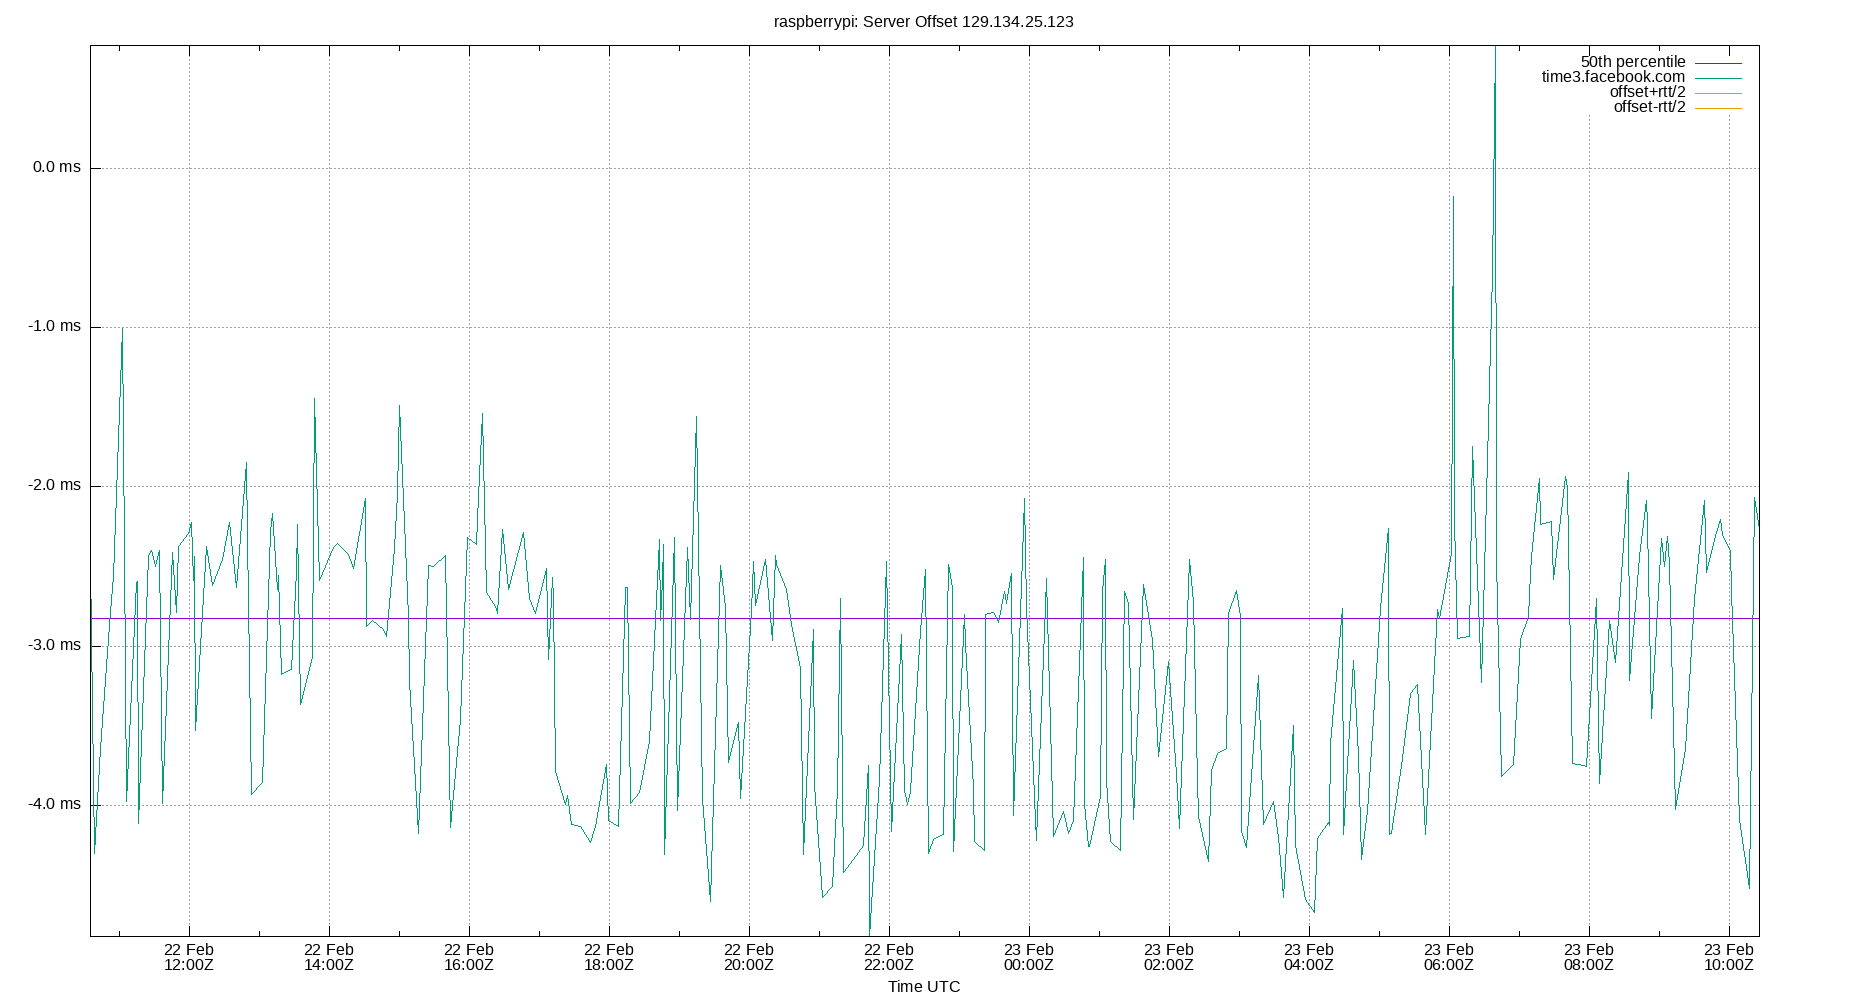 raspberrypi: Server Offset 129.134.25.123
50th percentile
time3.facebook.com
offset+rtt/2
offset-rtt/2
0.0 ms
-1.0 ms
-2.0 ms
-3.0 ms
-4.0 ms
22 Feb 22 Feb 22 Feb 22 Feb 22 Feb 22 Feb 23 Feb 23 Feb 23 Feb 23 Feb 23 Feb 23 Feb
12:00Z 14:00Z 16:00Z 18:00Z 20:00Z 22:00Z 00:00Z 02:00Z 04:00Z 06:00Z 08:00Z 10:00Z
Time UTC